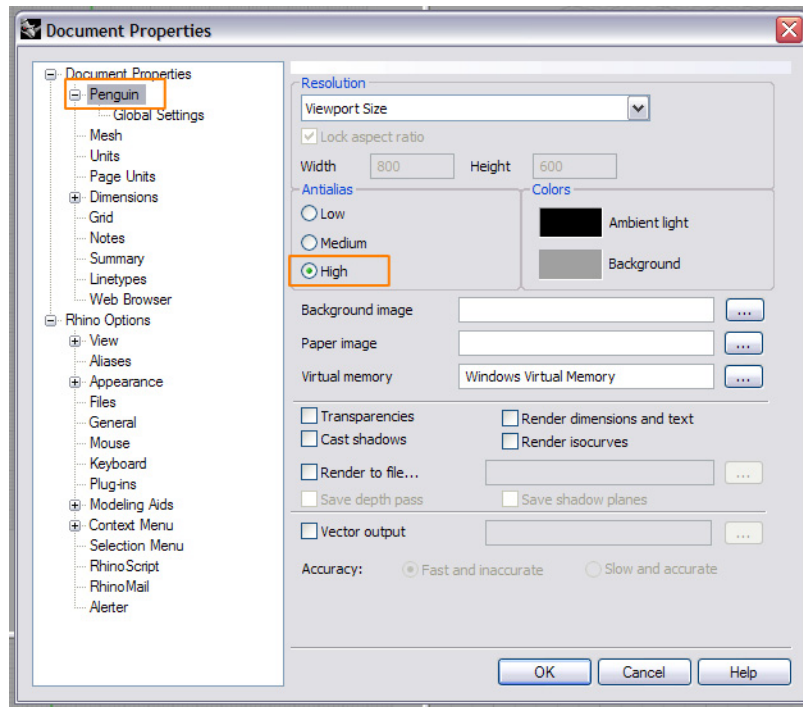 Document Properties
Document Properties
Penguin
Global Settings
Mesh
Units
Page Units
Dimensions
Grid
Notes
Summary
Linetypes
Web Browser
Rhino Options
View
Aliases
Appearance
Files
General
Mouse
Keyboard
Plug-ins
Modeling Aids
Context Menu
Selection Menu
RhinoScript
RhinoMail
Alerter
Resolution
Viewport Size
Lock aspect ratio
Width 800 Height 600
Antialias
Low
Medium
High
Colors
Ambient light
Background
Background image ...
Paper image ...
Virtual memory Windows Virtual Memory ...
Transparencies Render dimensions and text
Cast shadows Render isocurves
Render to file... ...
Save depth pass Save shadow planes
Vector output ...
Accuracy: Fast and inaccurate Slow and accurate
OK Cancel Help